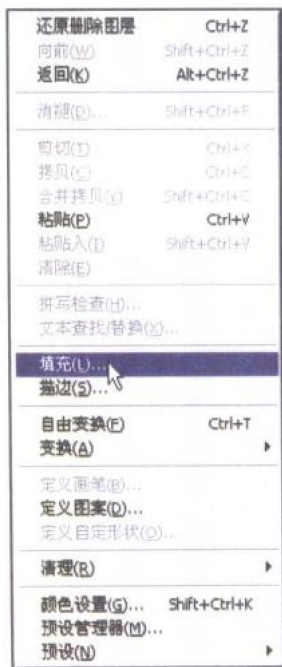 还原删除图层 Ctrl+Z
向前(W) Shift+Ctrl+Z
返回(K) Alt+Ctrl+Z
消褪(D)... Shift+Ctrl+F
剪切(T) Ctrl+X
拷贝(C) Ctrl+C
合并拷贝(Y) Shift+Ctrl+C
粘贴(P) Ctrl+V
粘贴入(I) Shift+Ctrl+V
清除(E)
拼写检查(H)...
文本查找/替换(X)...
填充(L)...
描边(S)...
自由变换(F) Ctrl+T
变换(A)
定义画笔(B)...
定义图案(D)...
定义自定形状(O)...
清理(R)
颜色设置(G)... Shift+Ctrl+K
预设管理器(M)...
预设(N)